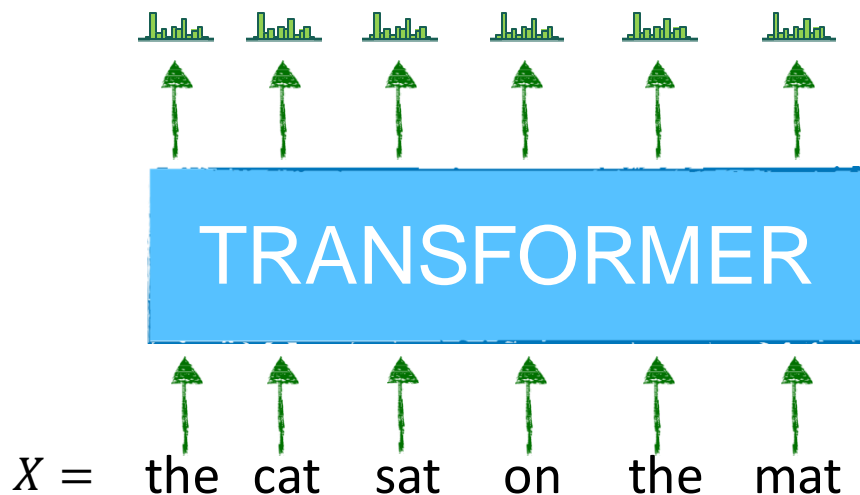 TRANSFORMER
X = the cat sat on the mat